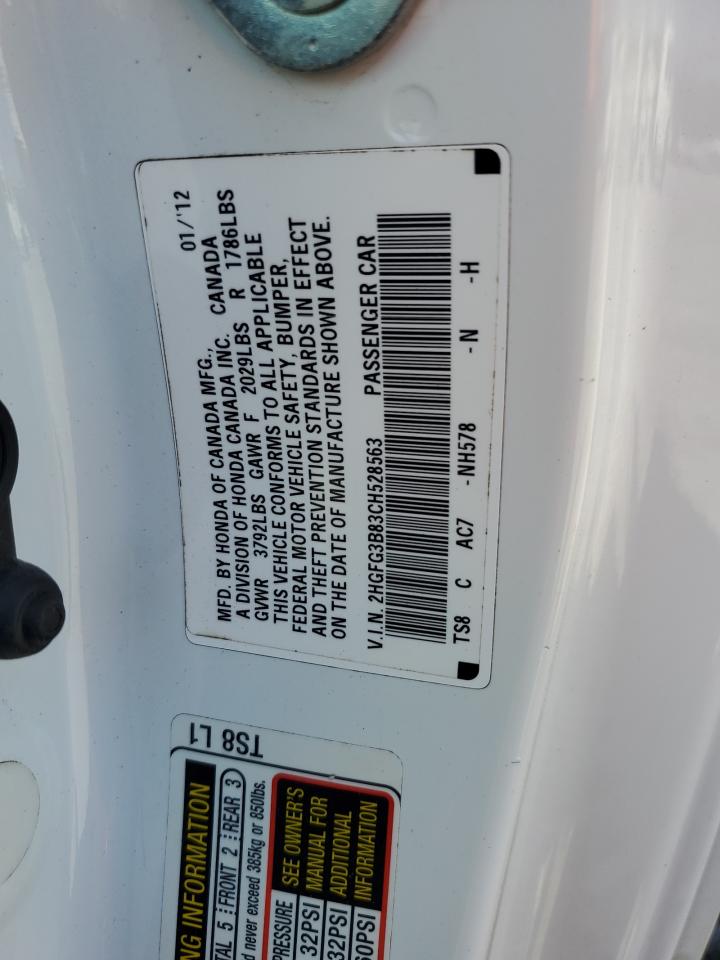 01/'12
MFD. BY HONDA OF CANADA MFG.,
A DIVISION OF HONDA CANADA INC. CANADA
GVWR 3792LBS GAWR F 2029LBS R 1786LBS
THIS VEHICLE CONFORMS TO ALL APPLICABLE
FEDERAL MOTOR VEHICLE SAFETY, BUMPER,
AND THEFT PREVENTION STANDARDS IN EFFECT
ON THE DATE OF MANUFACTURE SHOWN ABOVE.
V.I.N. 2HGFG3B83CH528563 PASSENGER CAR
TS8 C AC7 -NH578 -N -H
TS8 L1
INFORMATION
5 FRONT 2 REAR 3
never exceed 385kg or 850lbs.
PRESSURE SEE OWNER'S
32PSI MANUAL FOR
32PSI ADDITIONAL
60PSI INFORMATION